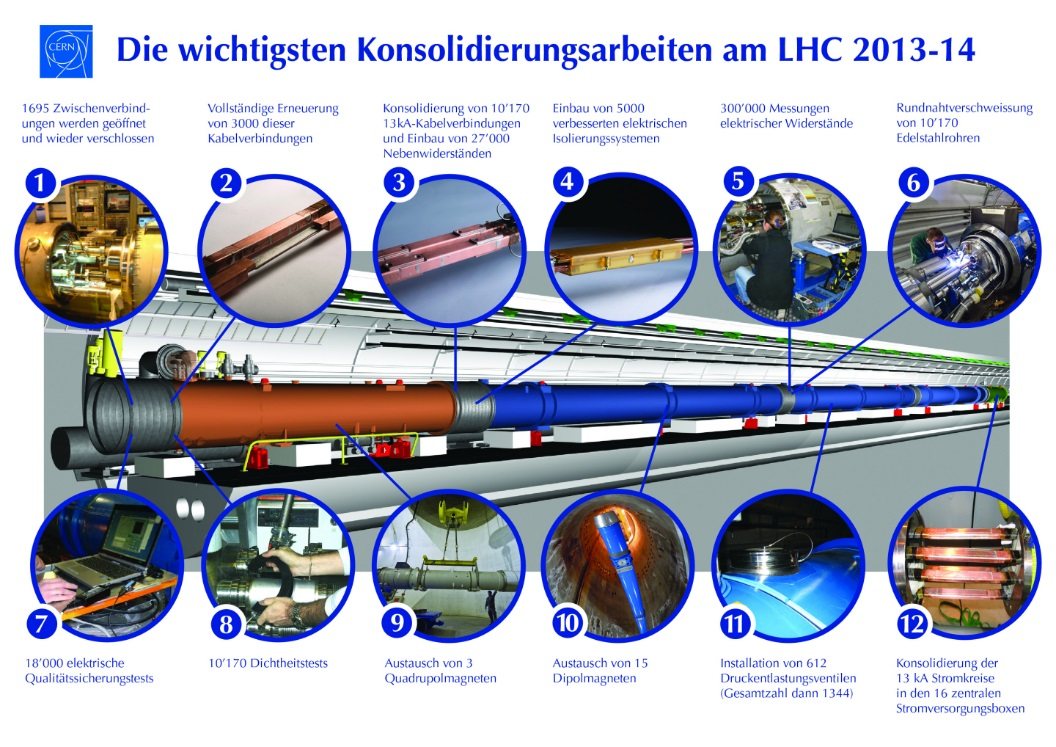 CERN
Die wichtigsten Konsolidierungsarbeiten am LHC 2013-14
1695 Zwischenverbind-
ungen werden geöffnet
und wieder verschlossen
Vollständige Erneuerung
von 3000 dieser
Kabelverbindungen
Konsolidierung von 10’170
13kA-Kabelverbindungen
und Einbau von 27’000
Nebenwiderständen
Einbau von 5000
verbesserten elektrischen
Isolierungssystemen
300’000 Messungen
elektrischer Widerstände
Rundnahtverschweissung
von 10’170
Edelstahlrohren
1
2
3
4
5
6
7
8
9
10
11
12
18’000 elektrische
Qualitätssicherungstests
10’170 Dichtheitstests
Austausch von 3
Quadrupolmagneten
Austausch von 15
Dipolmagneten
Installation von 612
Druckentlastungsventilen
(Gesamtzahl dann 1344)
Konsolidierung der
13 kA Stromkreise
in den 16 zentralen
Stromversorgungsboxen